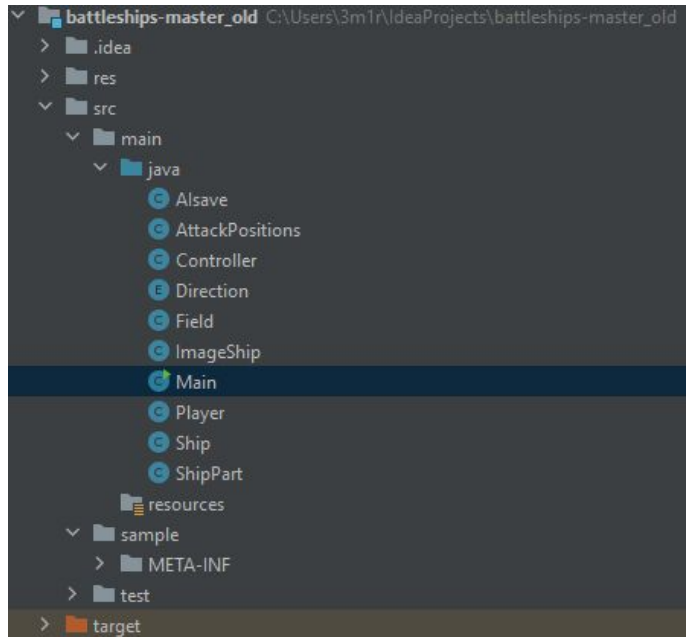 battleships-master_old C:\Users\3m1r\IdeaProjects\battleships-master_old
.idea
res
src
main
java
AIsave
AttackPositions
Controller
Direction
Field
ImageShip
Main
Player
Ship
ShipPart
resources
sample
META-INF
test
target